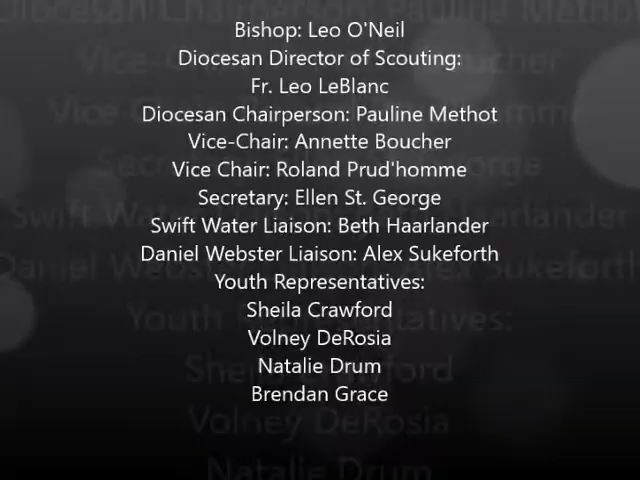 Bishop: Leo O'Neil
Diocesan Director of Scouting:
Fr. Leo LeBlanc
Diocesan Chairperson: Pauline Methot
Vice-Chair: Annette Boucher
Vice Chair: Roland Prud'homme
Secretary: Ellen St. George
Swift Water Liaison: Beth Haarlander
Daniel Webster Liaison: Alex Sukeforth
Youth Representatives:
Sheila Crawford
Volney DeRosia
Natalie Drum
Brendan Grace